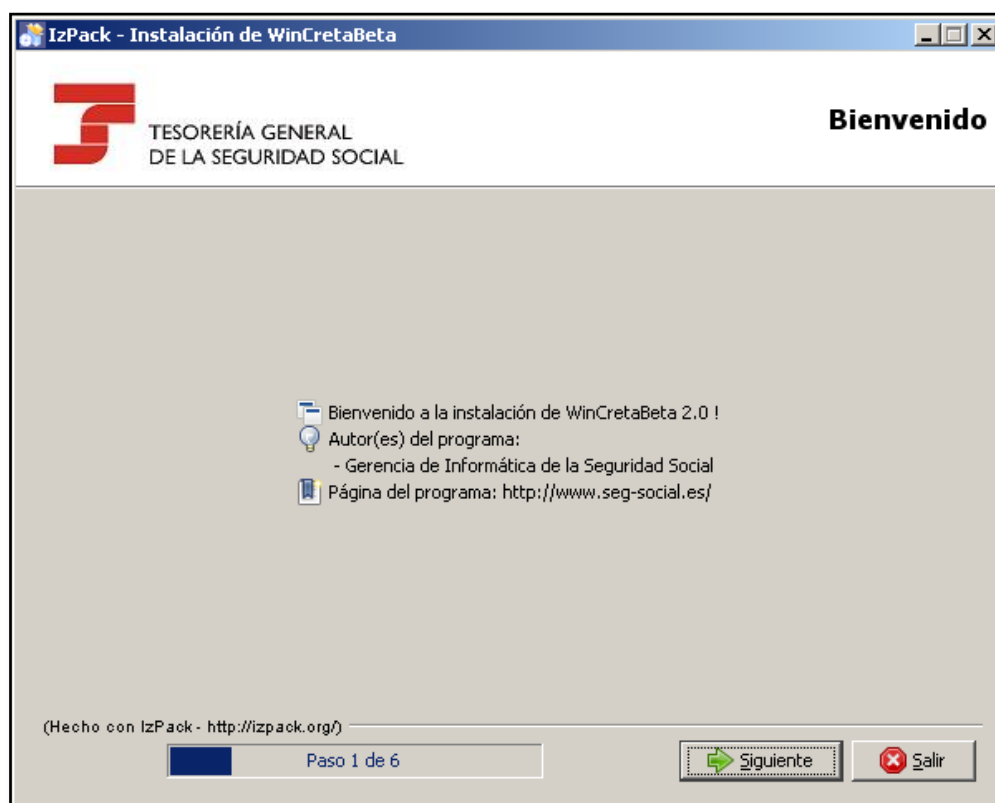 IzPack - Instalación de WinCretaBeta
TESORERÍA GENERAL
DE LA SEGURIDAD SOCIAL
Bienvenido
Bienvenido a la instalación de WinCretaBeta 2.0 !
Autor(es) del programa:
- Gerencia de Informática de la Seguridad Social
Página del programa: http://www.seg-social.es/
(Hecho con IzPack - http://izpack.org/)
Paso 1 de 6
Siguiente
Salir